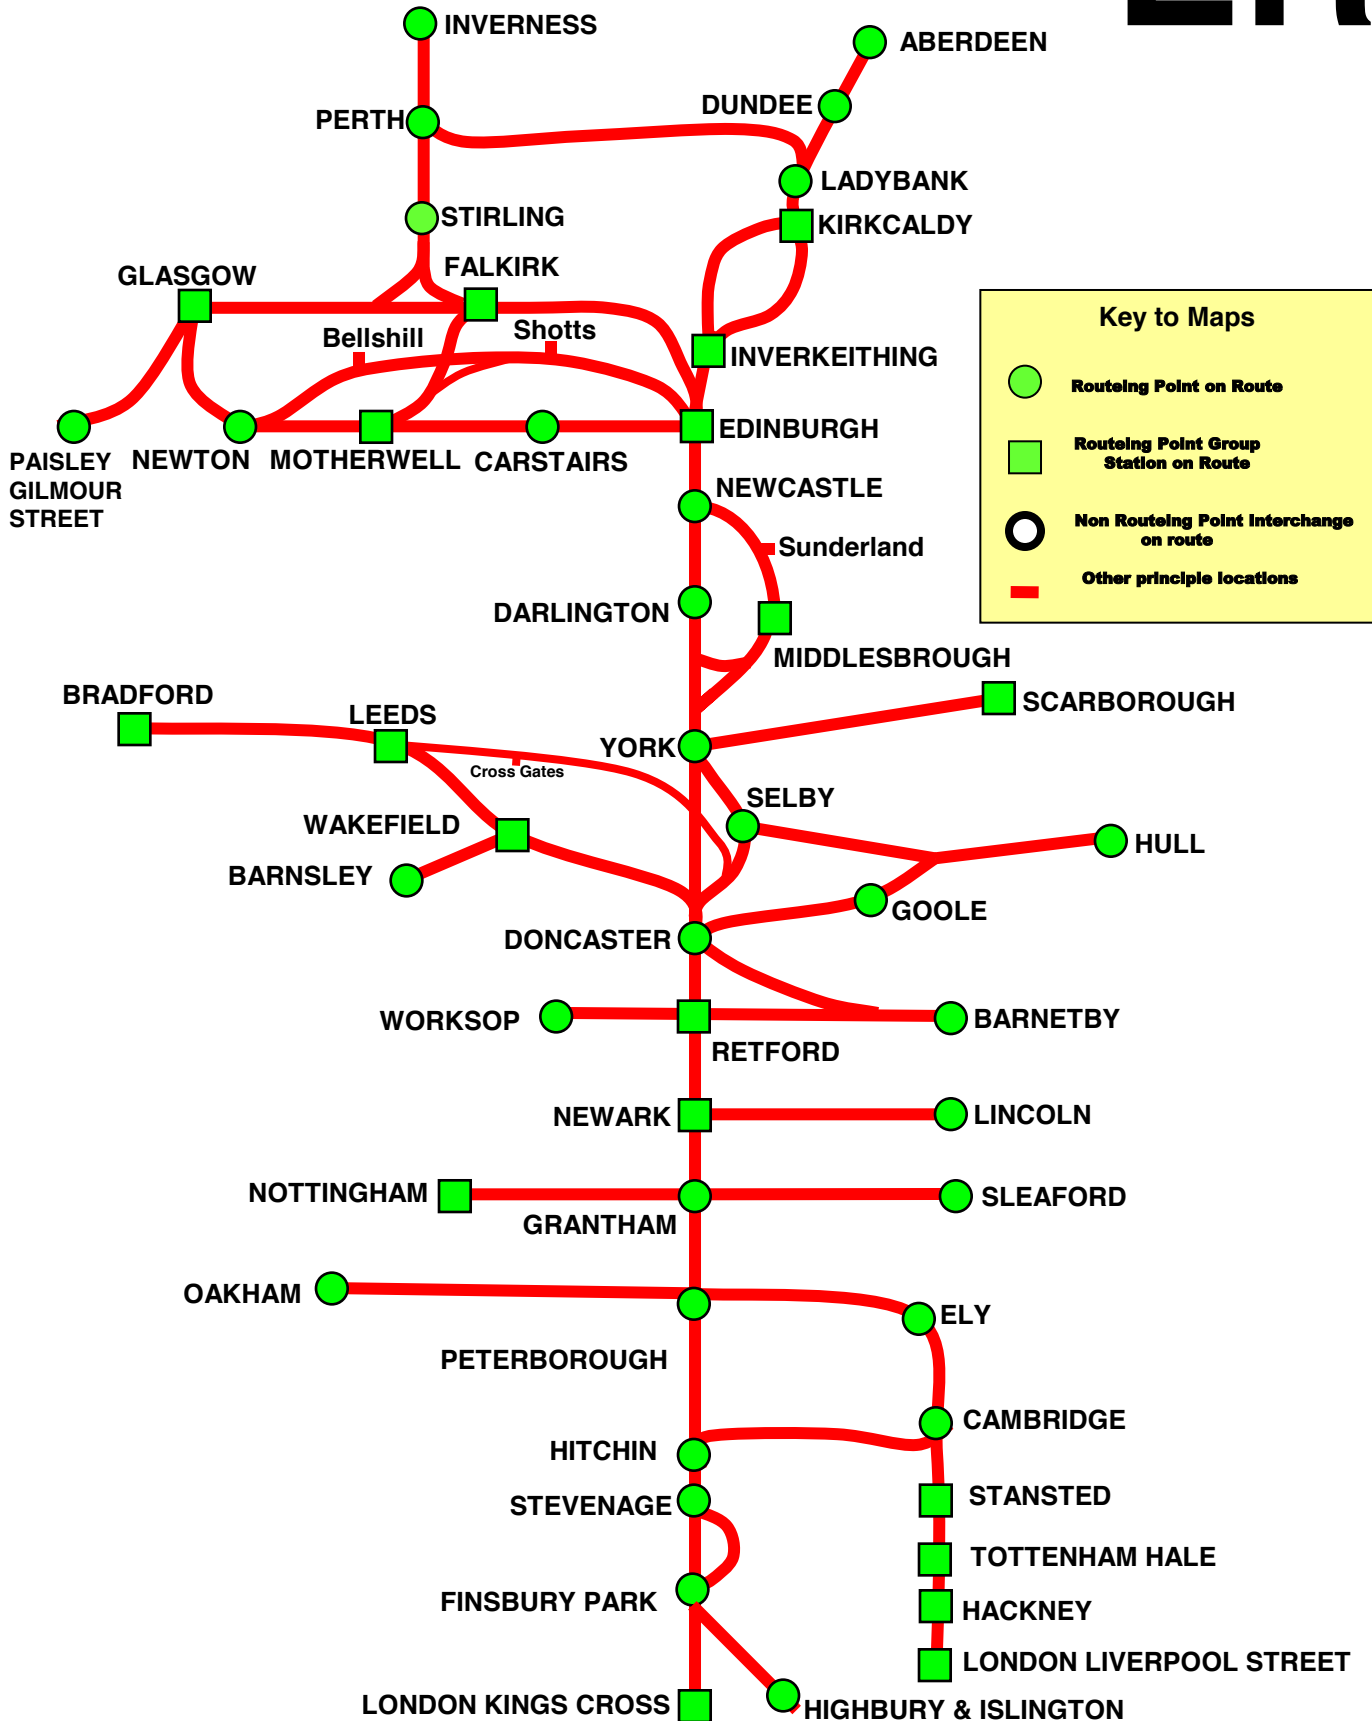 INVERNESS
ABERDEEN
DUNDEE
PERTH
LADYBANK
STIRLING
KIRKCALDY
GLASGOW
FALKIRK
Bellshill
Shotts
INVERKEITHING
Key to Maps
Routeing Point on Route
Routeing Point Group
Station on Route
Non Routeing Point Interchange
on route
Other principle locations
EDINBURGH
PAISLEY
GILMOUR
STREET
NEWTON
MOTHERWELL
CARSTAIRS
NEWCASTLE
Sunderland
DARLINGTON
MIDDLESBROUGH
BRADFORD
LEEDS
SCARBOROUGH
YORK
Cross Gates
SELBY
WAKEFIELD
HULL
BARNSLEY
GOOLE
DONCASTER
WORKSOP
BARNETBY
RETFORD
NEWARK
LINCOLN
NOTTINGHAM
SLEAFORD
GRANTHAM
OAKHAM
ELY
PETERBOROUGH
CAMBRIDGE
HITCHIN
STEVENAGE
STANSTED
TOTTENHAM HALE
FINSBURY PARK
HACKNEY
LONDON LIVERPOOL STREET
LONDON KINGS CROSS
HIGHBURY & ISLINGTON